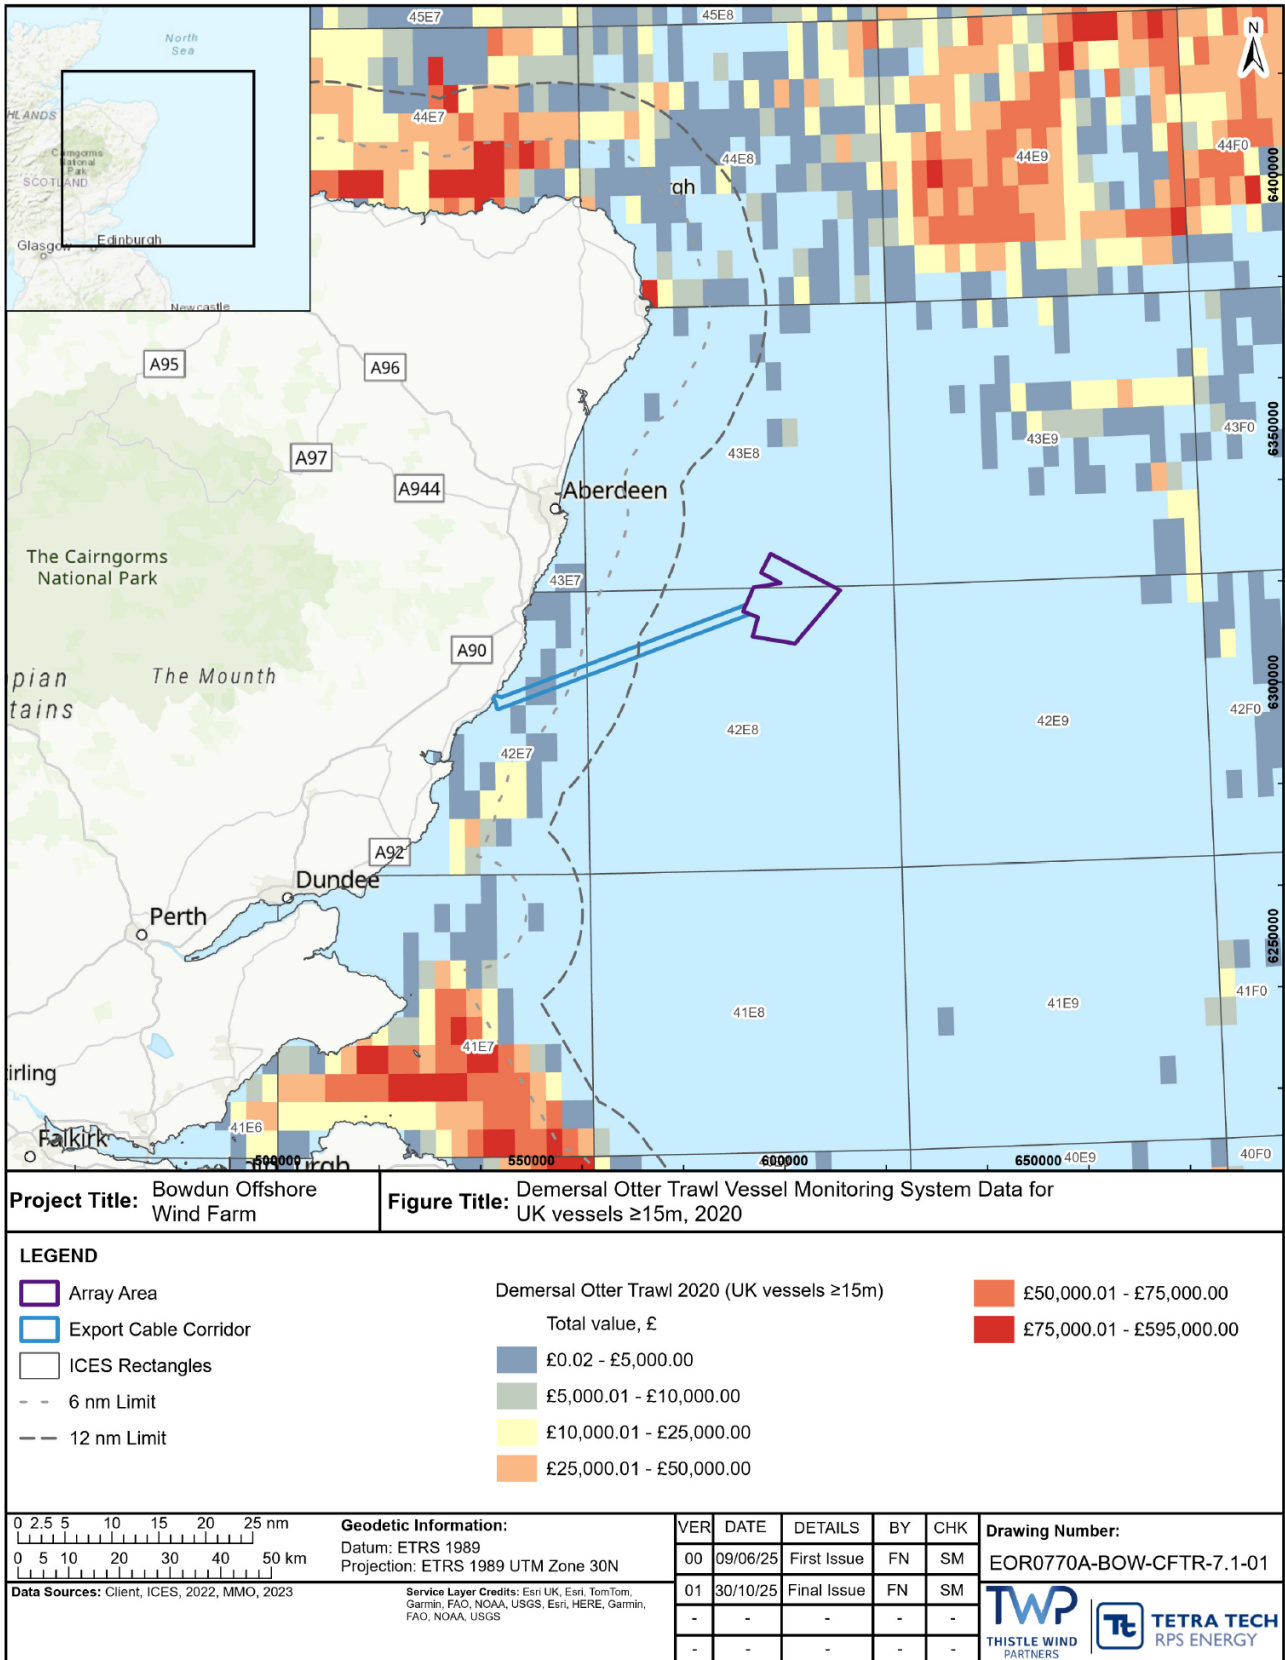 45E7
45E8
N
North
Sea
HLANDS
Cairngorms
National
Park
SCOTLAND
Glasgow
Edinburgh
Newcastle
44E7
44E8
44E9
44F0
6400000
rgh
A95
A96
A97
A944
43E8
43E9
43F0
6350000
Aberdeen
The Cairngorms
National Park
43E7
A90
pian
tains
The Mounth
42E7
42E8
42E9
42F0
6300000
A92
Dundee
Perth
6250000
41E7
41E8
41E9
41F0
irling
41E6
Falkirk
500000
urgh
550000
600000
650000
40E9
40F0
Project Title: Bowdun Offshore
Wind Farm
Figure Title: Demersal Otter Trawl Vessel Monitoring System Data for
UK vessels ≥15m, 2020
LEGEND
Array Area
Export Cable Corridor
ICES Rectangles
6 nm Limit
12 nm Limit
Demersal Otter Trawl 2020 (UK vessels ≥15m)
Total value, £
£0.02 - £5,000.00
£5,000.01 - £10,000.00
£10,000.01 - £25,000.00
£25,000.01 - £50,000.00
£50,000.01 - £75,000.00
£75,000.01 - £595,000.00
0 2.5 5 10 15 20 25 nm
0 5 10 20 30 40 50 km
Geodetic Information:
Datum: ETRS 1989
Projection: ETRS 1989 UTM Zone 30N
Data Sources: Client, ICES, 2022, MMO, 2023
Service Layer Credits: Esri UK, Esri, TomTom,
Garmin, FAO, NOAA, USGS, Esri, HERE, Garmin,
FAO, NOAA, USGS
VER DATE DETAILS BY CHK
00 09/06/25 First Issue FN SM
01 30/10/25 Final Issue FN SM
- - - - -
- - - - -
Drawing Number:
EOR0770A-BOW-CFTR-7.1-01
TWP
THISTLE WIND
PARTNERS
Tt
TETRA TECH
RPS ENERGY